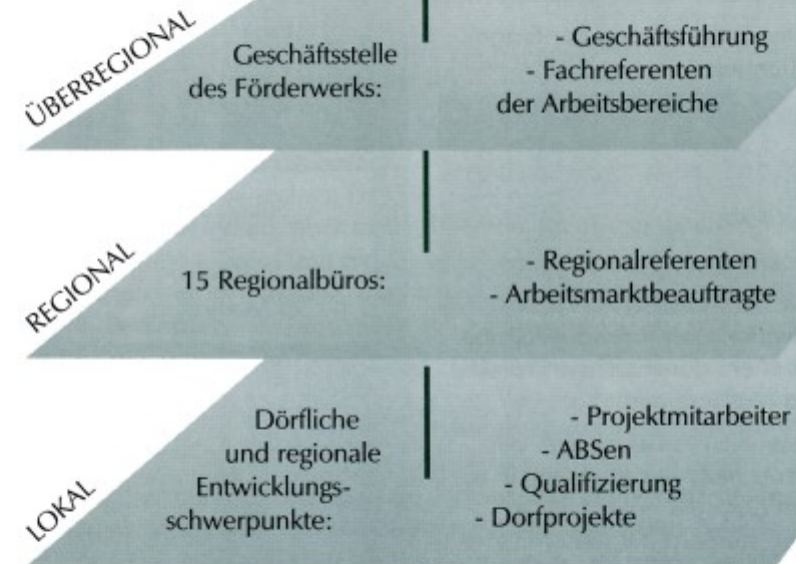 ÜBERREGIONAL
Geschäftsstelle
des Förderwerks:
- Geschäftsführung
- Fachreferenten
der Arbeitsbereiche
REGIONAL
15 Regionalbüros:
- Regionalreferenten
- Arbeitsmarktbeauftragte
LOKAL
Dörfliche
und regionale
Entwicklungs-
schwerpunkte:
- Projektmitarbeiter
- ABSen
- Qualifizierung
- Dorfprojekte